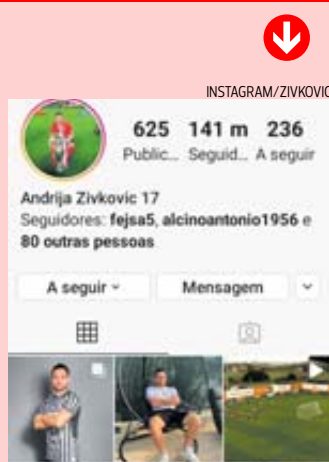 INSTAGRAM/ZIVKOVIC
625 141 m 236
Public... Seguid... A seguir
Andrija Zivkovic 17
Seguidores: fejsa5, alcinoantonio1956 e
80 outras pessoas
A seguir Mensagem